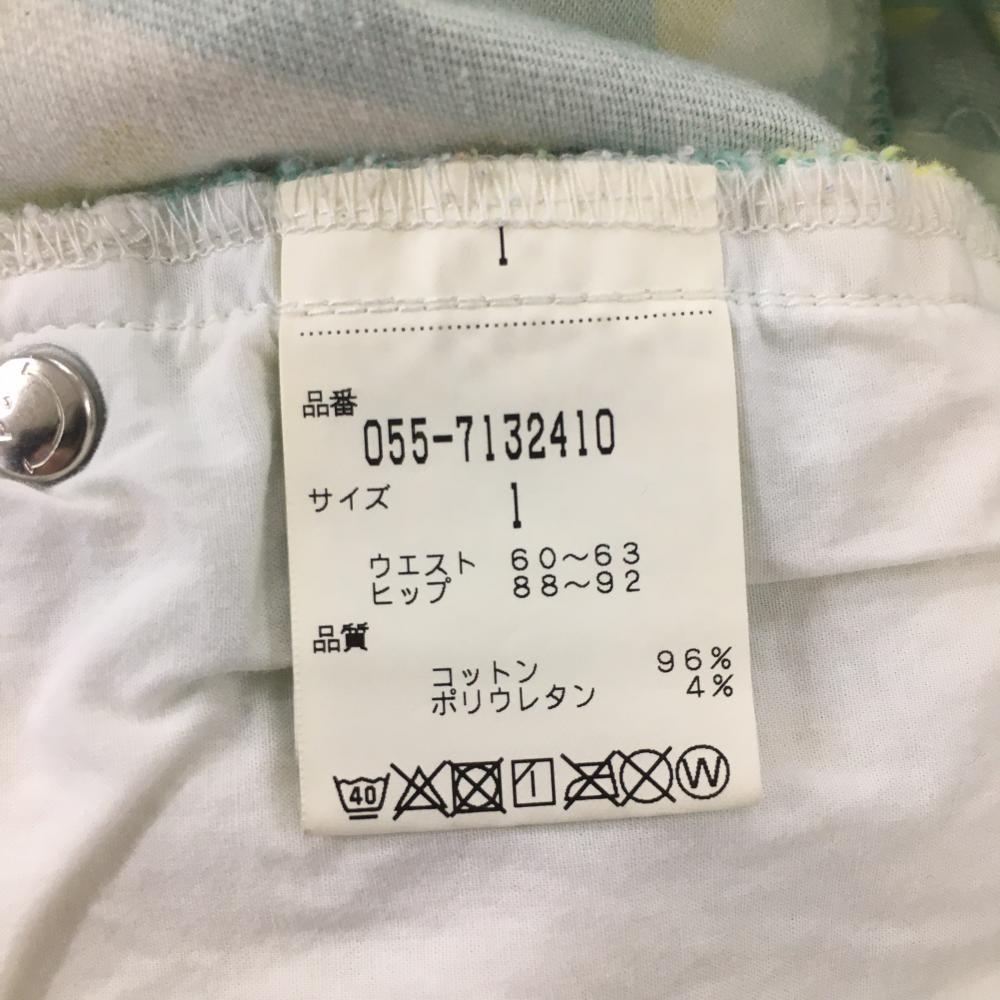 1
品番
055-7132410
サイズ
1
ウエスト 60～63
ヒップ 88～92
品質
コットン 96%
ポリウレタン 4%
40
W